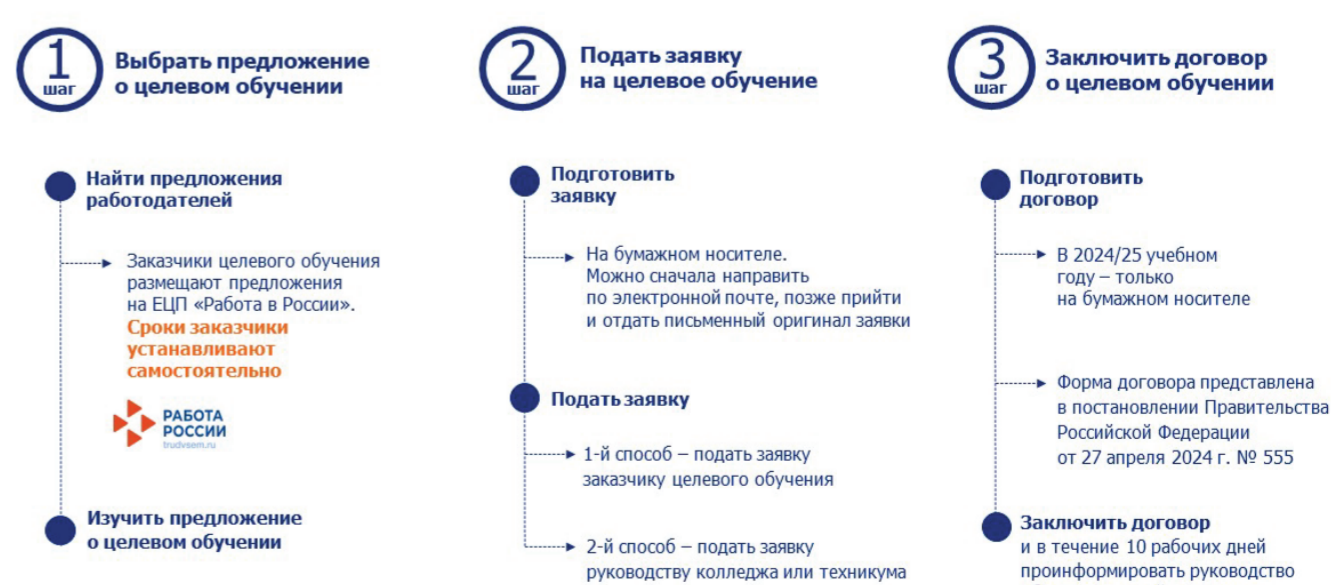 1
шаг
Выбрать предложение
о целевом обучении
Найти предложения
работодателей
Заказчики целевого обучения
размещают предложения
на ЕЦП «Работа в России».
Сроки заказчики
устанавливают
самостоятельно
РАБОТА
РОССИИ
trudvsem.ru
Изучить предложение
о целевом обучении
2
шаг
Подать заявку
на целевое обучение
Подготовить
заявку
На бумажном носителе.
Можно сначала направить
по электронной почте, позже прийти
и отдать письменный оригинал заявки
Подать заявку
1-й способ – подать заявку
заказчику целевого обучения
2-й способ – подать заявку
руководству колледжа или техникума
3
шаг
Заключить договор
о целевом обучении
Подготовить
договор
В 2024/25 учебном
году – только
на бумажном носителе
Форма договора представлена
в постановлении Правительства
Российской Федерации
от 27 апреля 2024 г. № 555
Заключить договор
и в течение 10 рабочих дней
проинформировать руководство